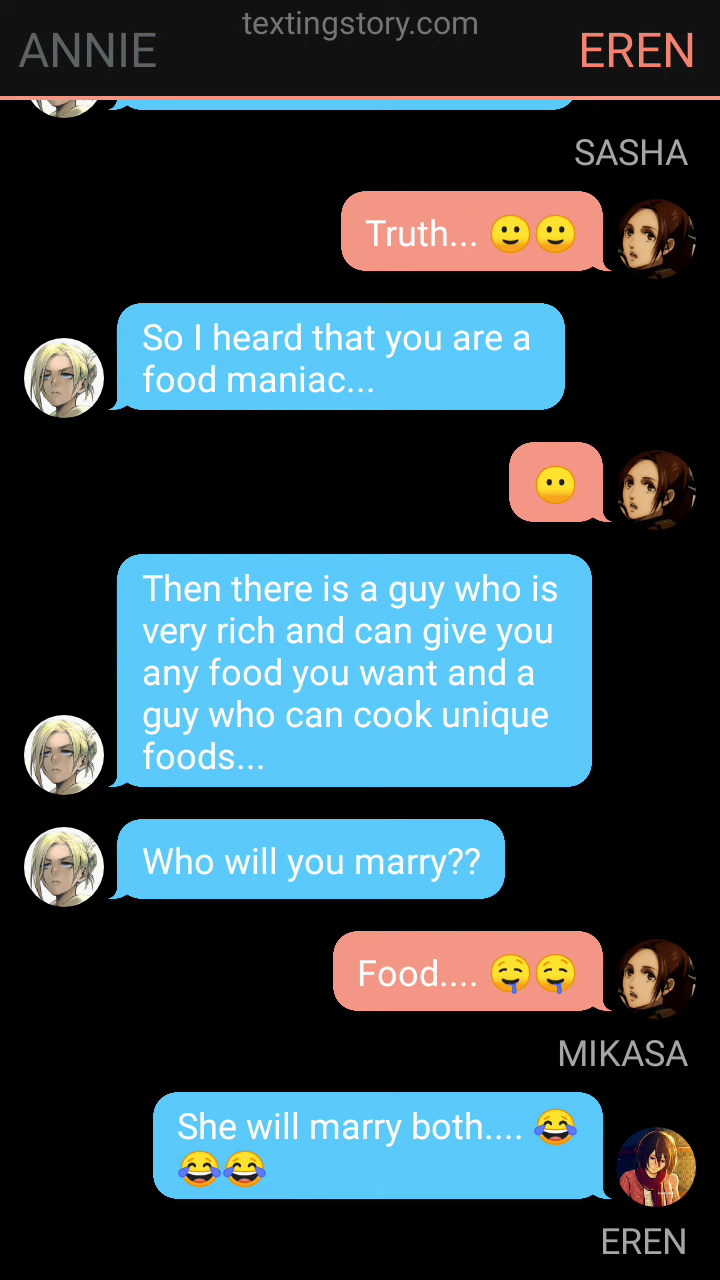 textingstory.com
ANNIE
EREN
SASHA
Truth... 🙂🙂
So I heard that you are a
food maniac...
😶
Then there is a guy who is
very rich and can give you
any food you want and a
guy who can cook unique
foods...
Who will you marry??
Food.... 🤤🤤
MIKASA
She will marry both.... 😂
😂😂
EREN